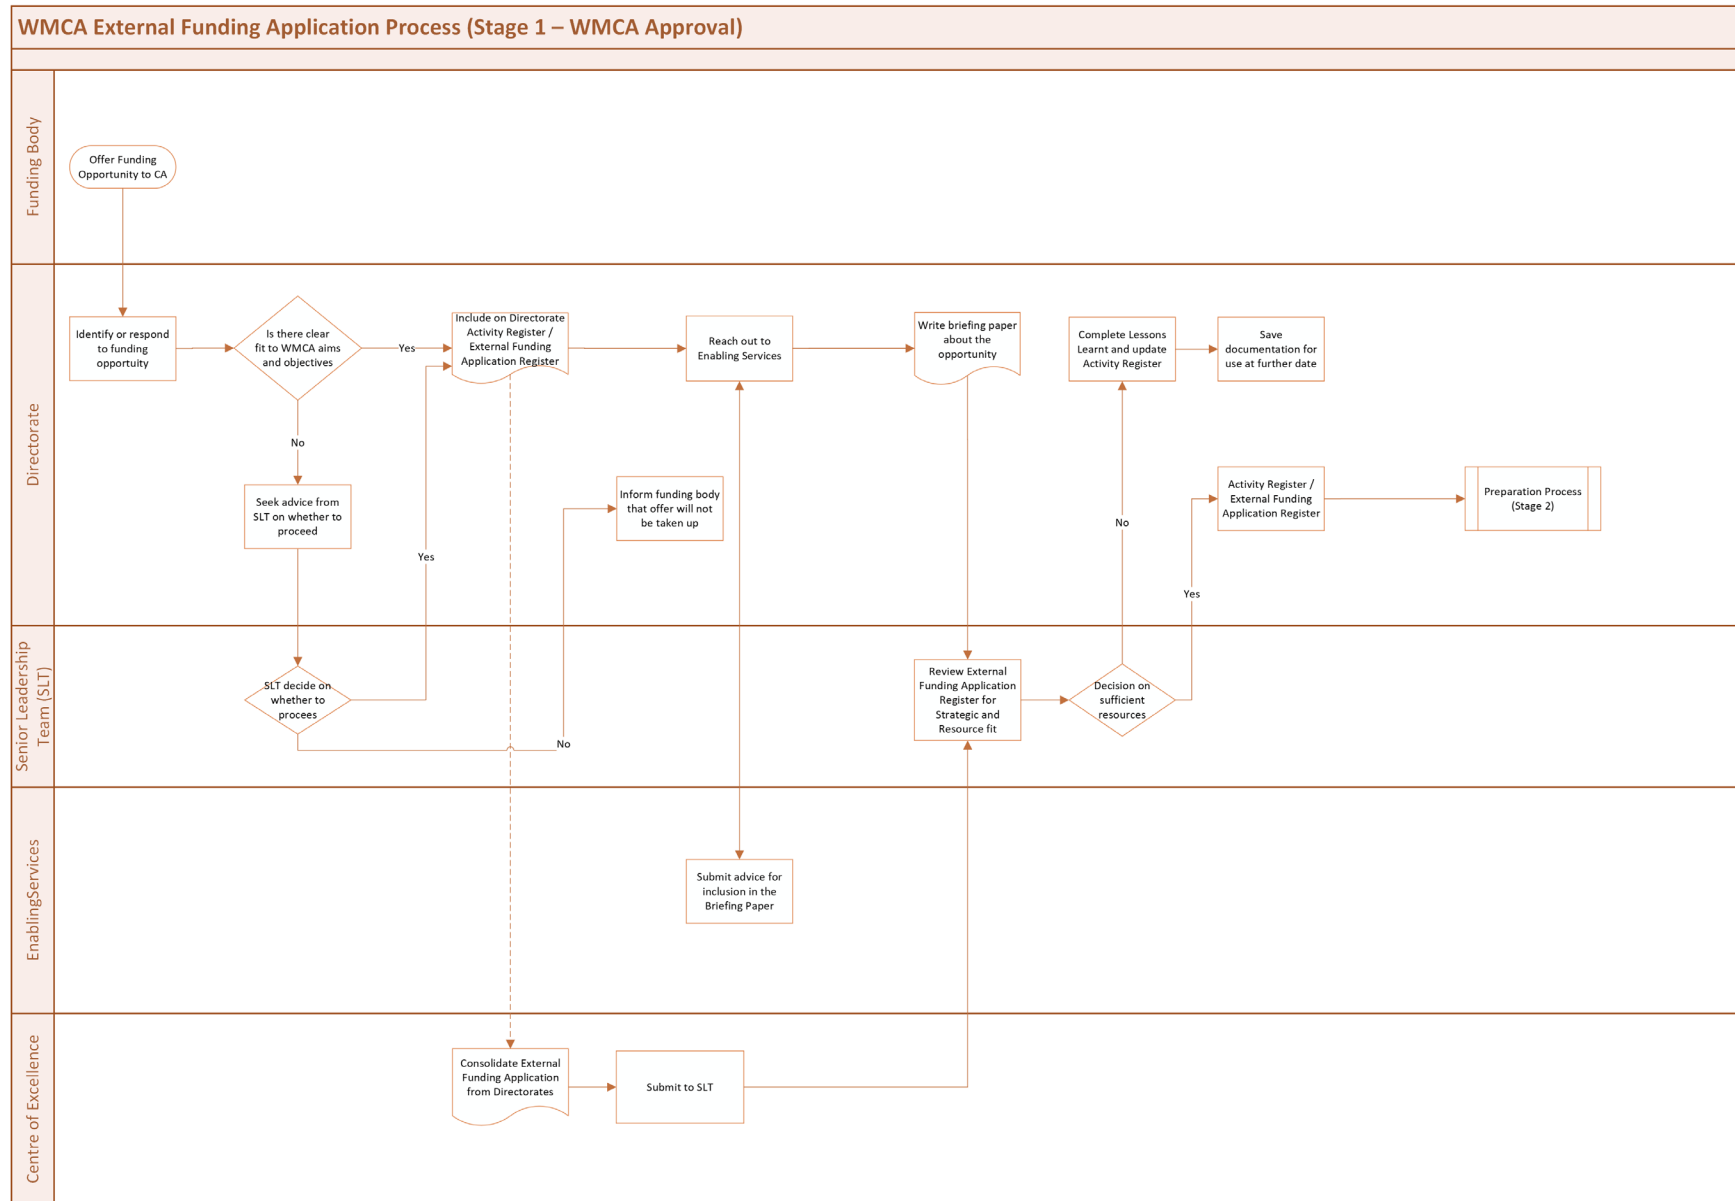 WMCA External Funding Application Process (Stage 1 – WMCA Approval)
Funding Body
Offer Funding
Opportunity to CA
Directorate
Identify or respond
to funding
opportuity
Is there clear
fit to WMCA aims
and objectives
Yes
Include on Directorate
Activity Register /
External Funding
Application Register
Reach out to
Enabling Services
Write briefing paper
about the
opportunity
Complete Lessons
Learnt and update
Activity Register
Save
documentation for
use at further date
No
Seek advice from
SLT on whether to
proceed
Yes
Inform funding body
that offer will not
be taken up
No
Activity Register /
External Funding
Application Register
Preparation Process
(Stage 2)
Yes
Senior Leadership
Team (SLT)
SLT decide on
whether to
procees
No
Review External
Funding Application
Register for
Strategic and
Resource fit
Decision on
sufficient
resources
EnablingServices
Submit advice for
inclusion in the
Briefing Paper
Centre of Excellence
Consolidate External
Funding Application
from Directorates
Submit to SLT